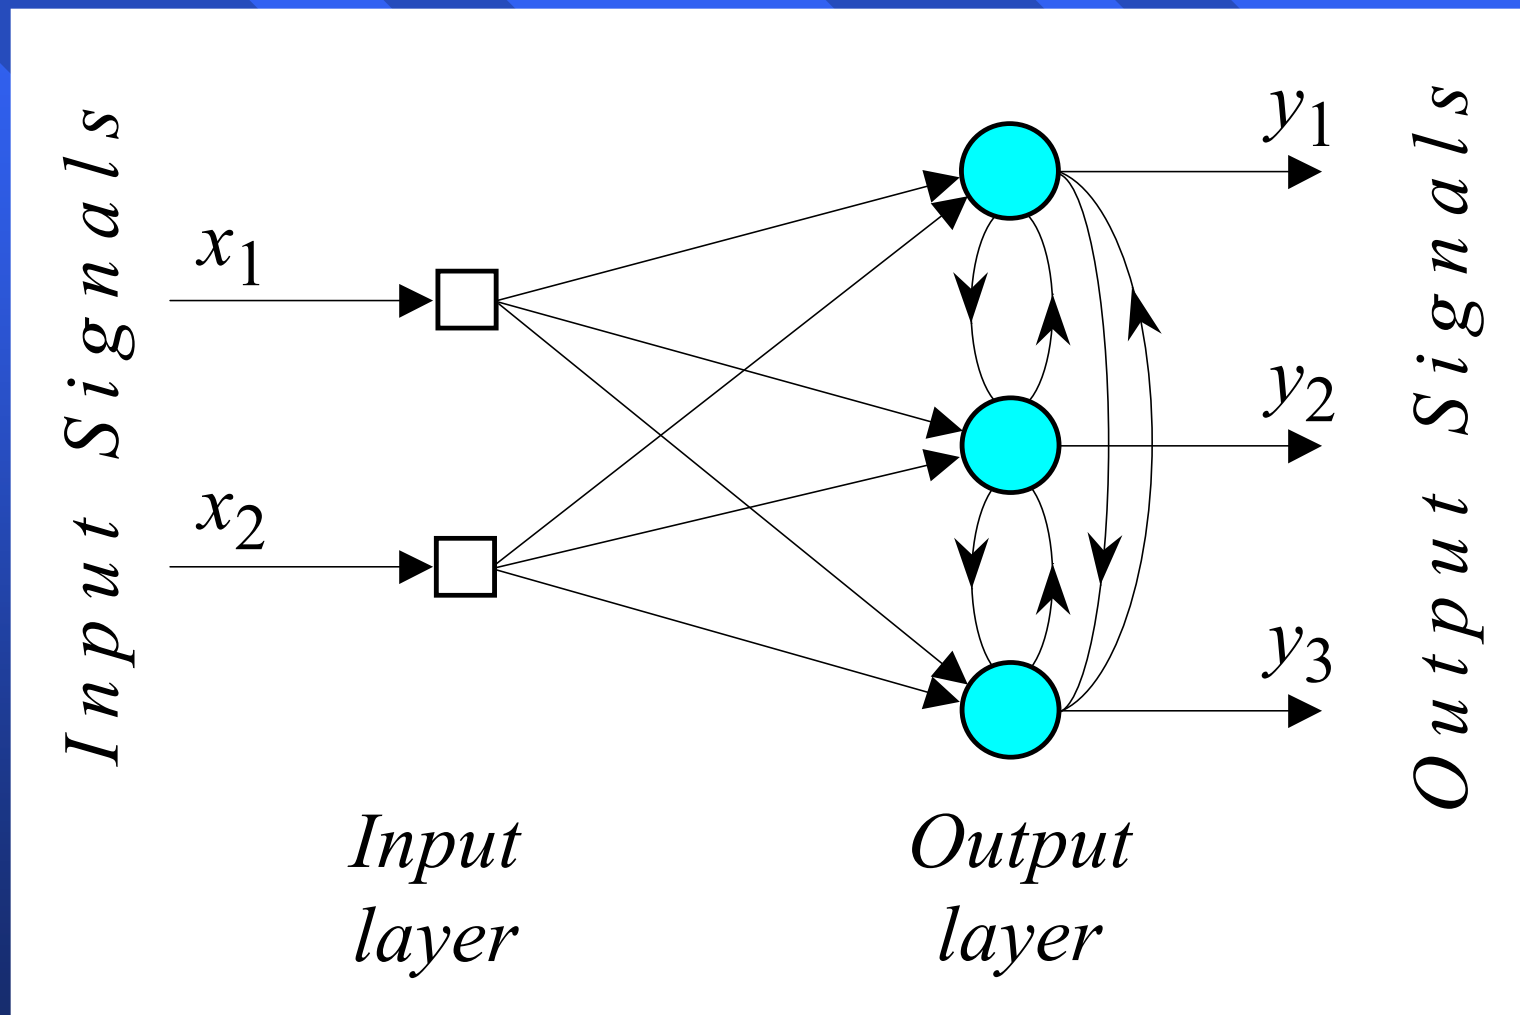 Input Signals
x1
x2
y1
y2
y3
Output Signals
Input
layer
Output
layer